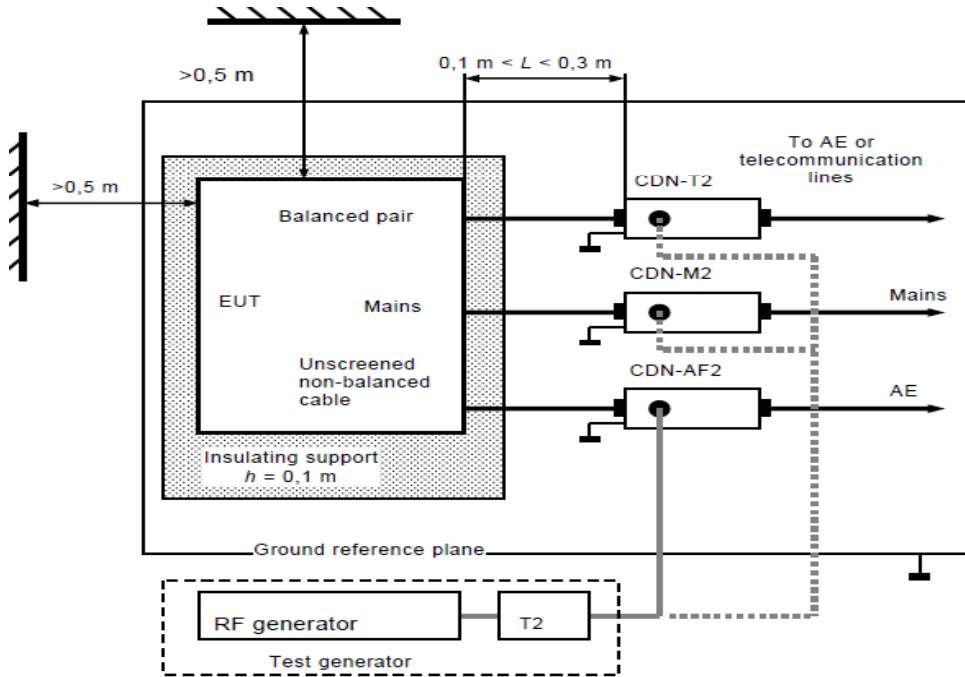 >0,5 m
0,1 m < L < 0,3 m
>0,5 m
To AE or
telecommunication
lines
CDN-T2
Balanced pair
CDN-M2
EUT
Mains
Mains
Unscreened
non-balanced
cable
CDN-AF2
AE
Insulating support
h = 0,1 m
Ground reference plane
RF generator
T2
Test generator